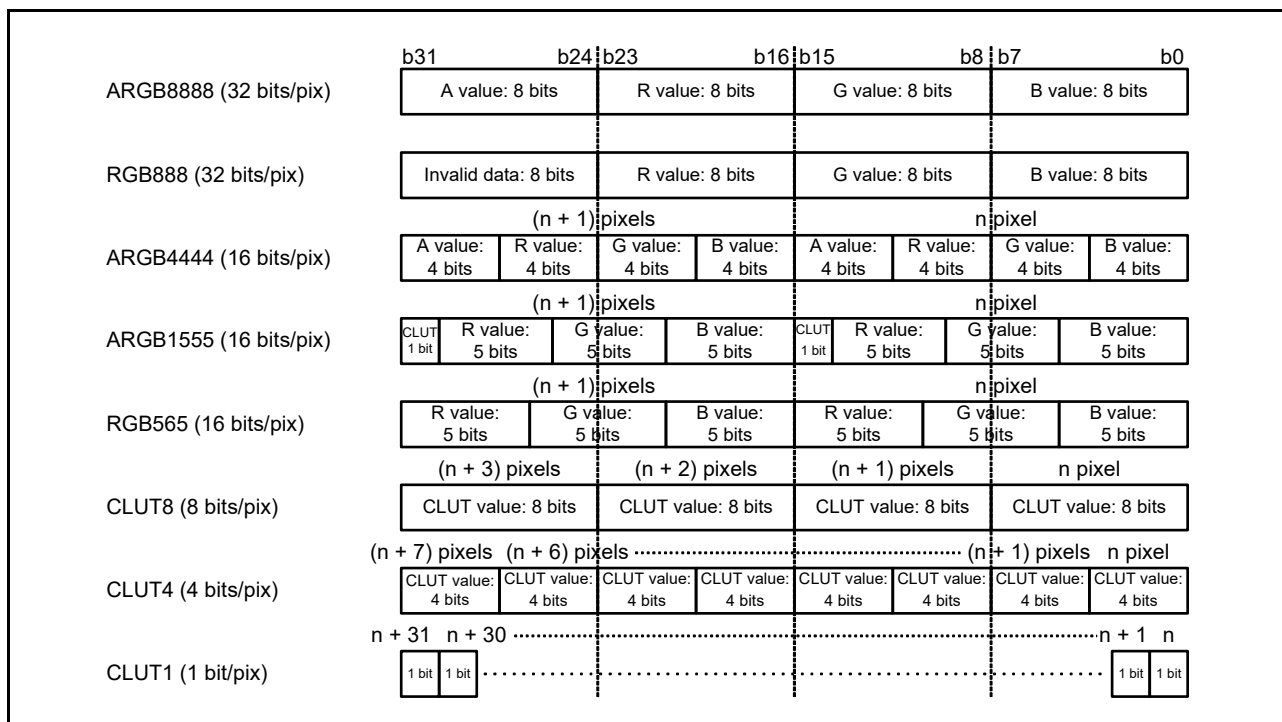 b31 b24 b23 b16 b15 b8 b7 b0
ARGB8888 (32 bits/pix) A value: 8 bits R value: 8 bits G value: 8 bits B value: 8 bits
RGB888 (32 bits/pix) Invalid data: 8 bits R value: 8 bits G value: 8 bits B value: 8 bits
(n + 1) pixels n pixel
ARGB4444 (16 bits/pix) A value: 4 bits R value: 4 bits G value: 4 bits B value: 4 bits A value: 4 bits R value: 4 bits G value: 4 bits B value: 4 bits
(n + 1) pixels n pixel
ARGB1555 (16 bits/pix) CLUT 1 bit R value: 5 bits G value: 5 bits B value: 5 bits CLUT 1 bit R value: 5 bits G value: 5 bits B value: 5 bits
(n + 1) pixels n pixel
RGB565 (16 bits/pix) R value: 5 bits G value: 5 bits B value: 5 bits R value: 5 bits G value: 5 bits B value: 5 bits
(n + 3) pixels (n + 2) pixels (n + 1) pixels n pixel
CLUT8 (8 bits/pix) CLUT value: 8 bits CLUT value: 8 bits CLUT value: 8 bits CLUT value: 8 bits
(n + 7) pixels (n + 6) pixels (n + 1) pixels n pixel
CLUT4 (4 bits/pix) CLUT value: 4 bits CLUT value: 4 bits CLUT value: 4 bits CLUT value: 4 bits CLUT value: 4 bits CLUT value: 4 bits CLUT value: 4 bits CLUT value: 4 bits
n + 31 n + 30 n + 1 n
CLUT1 (1 bit/pix) 1 bit 1 bit 1 bit 1 bit